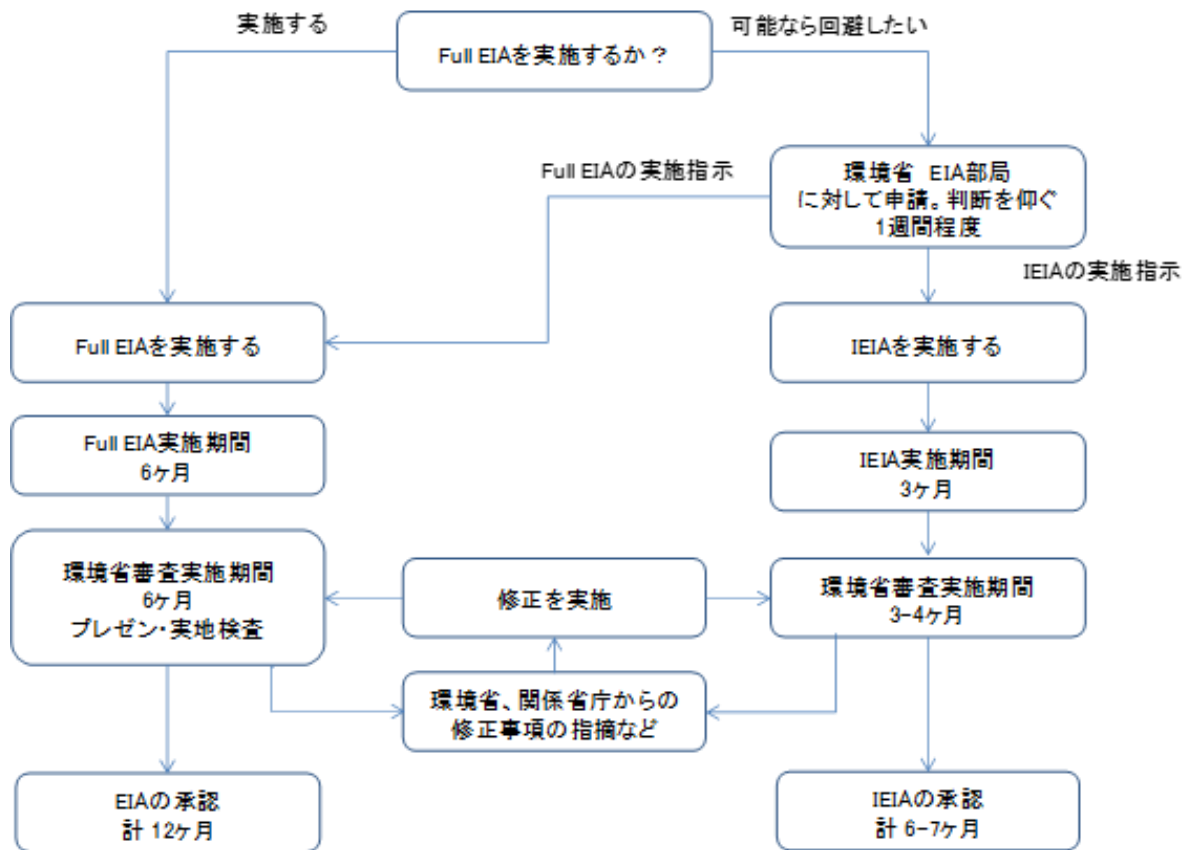 実施する
Full EIAを実施するか？
可能なら回避したい
Full EIAの実施指示
環境省 EIA部局
に対して申請。判断を仰ぐ
1週間程度
IEIAの実施指示
Full EIAを実施する
IEIAを実施する
Full EIA実施期間
6ヶ月
IEIA実施期間
3ヶ月
環境省審査実施期間
6ヶ月
プレゼン・実地検査
修正を実施
環境省審査実施期間
3-4ヶ月
環境省、関係省庁からの
修正事項の指摘など
EIAの承認
計 12ヶ月
IEIAの承認
計 6-7ヶ月